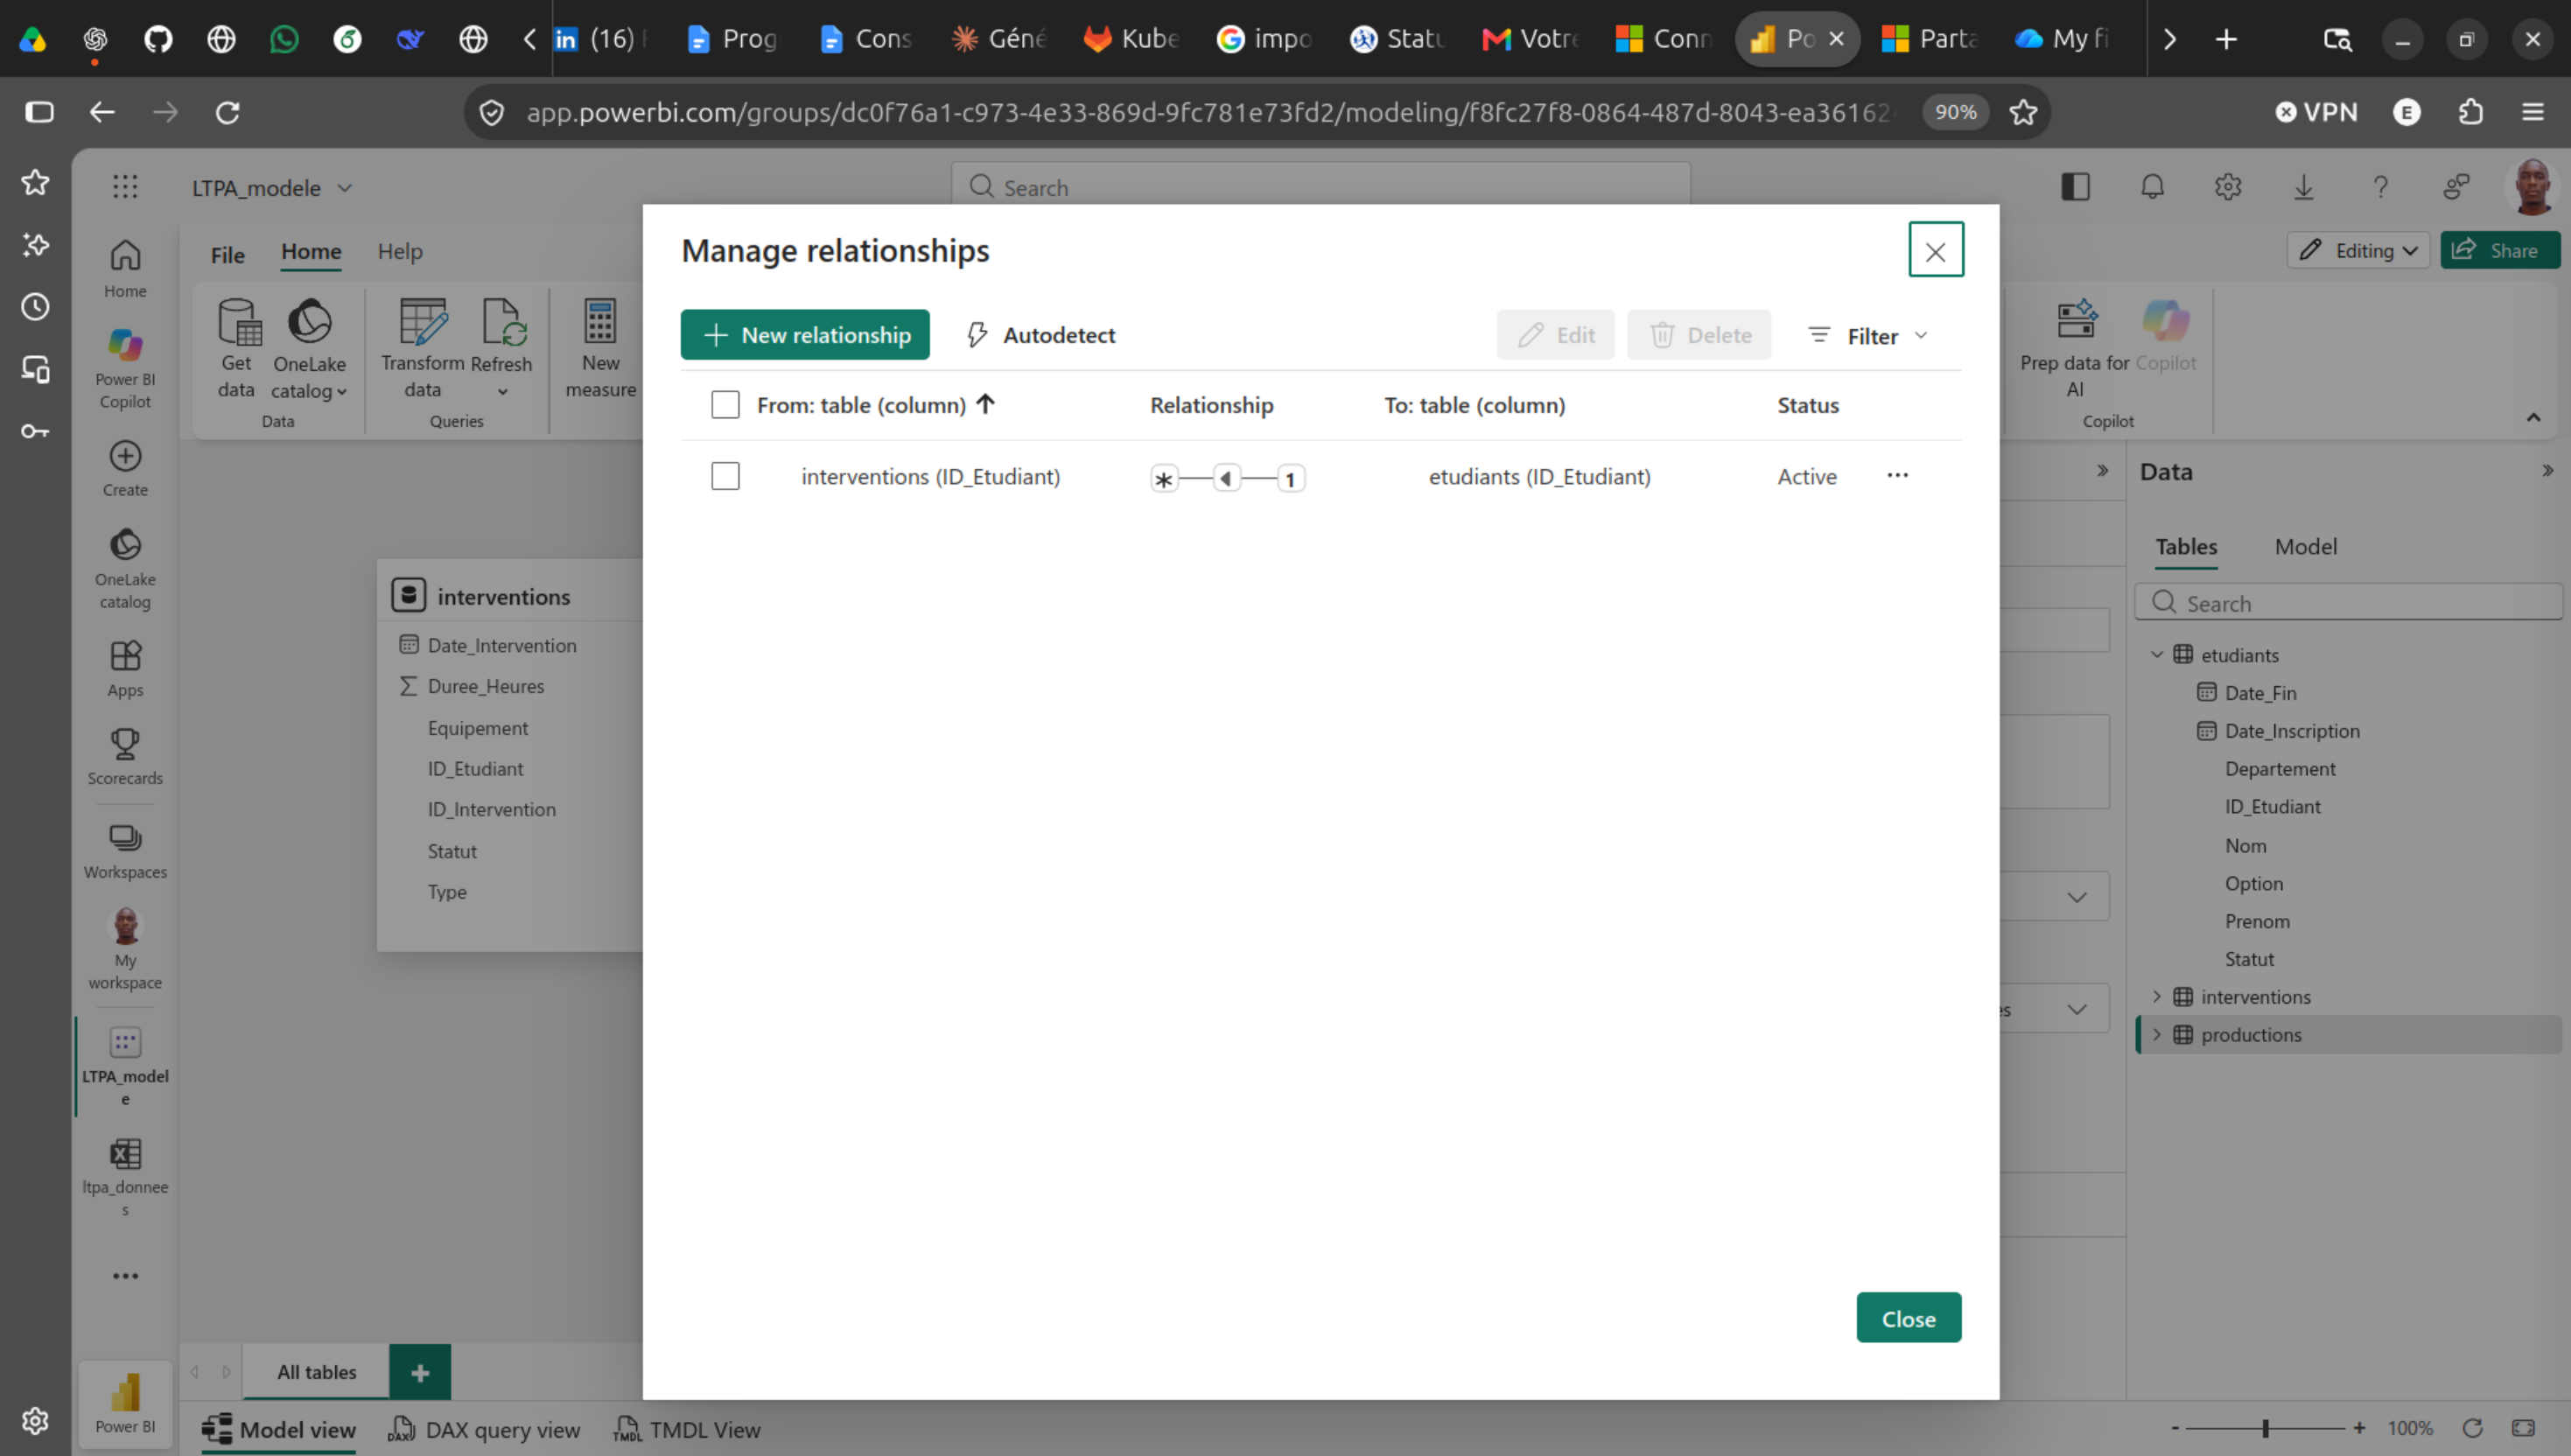 (16)
Prog
Cons
Géné
Kube
impo
Statu
Votre
Conn
Po
Parta
My fi
app.powerbi.com/groups/dc0f76a1-c973-4e33-869d-9fc781e73fd2/modeling/f8fc27f8-0864-487d-8043-ea36162
90%
VPN
E
LTPA_modele
Search
File
Home
Help
Editing
Share
Get data
OneLake catalog
Data
Transform data
Refresh
Queries
New measure
Prep data for AI
Copilot
Copilot
Home
Power BI Copilot
Create
OneLake catalog
Apps
Scorecards
Workspaces
My workspace
LTPA_model
e
ltpa_donnee
s
Power BI
interventions
Date_Intervention
Duree_Heures
Equipement
ID_Etudiant
ID_Intervention
Statut
Type
Manage relationships
New relationship
Autodetect
Edit
Delete
Filter
From: table (column)
Relationship
To: table (column)
Status
interventions (ID_Etudiant)
* 1
etudiants (ID_Etudiant)
Active
Close
Data
Tables
Model
Search
etudiants
Date_Fin
Date_Inscription
Departement
ID_Etudiant
Nom
Option
Prenom
Statut
interventions
productions
All tables
Model view
DAX query view
TMDL View
100%